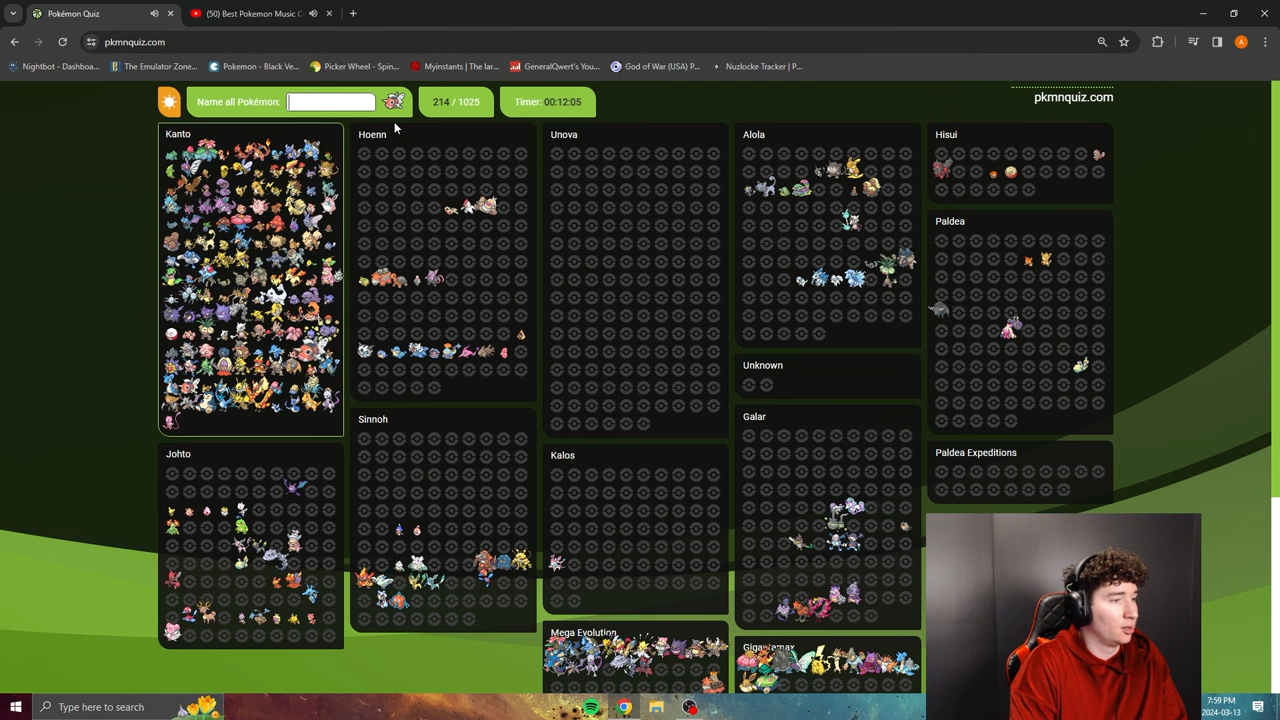 Pokémon Quiz
(50) Best Pokemon Music C
pkmnquiz.com
Nightbot - Dashboa...
The Emulator Zone...
Pokemon - Black Ve...
Picker Wheel - Spin...
Myinstants | The lar...
GeneralQwert's You...
God of War (USA) P...
Nuzlocke Tracker | P...
A
Name all Pokémon:
214 / 1025
Timer: 00:12:05
pkmnquiz.com
Kanto
Hoenn
Unova
Alola
Hisui
Paldea
Unknown
Galar
Sinnoh
Johto
Kalos
Paldea Expeditions
Mega Evolution
Type here to search
7:59 PM
2024-03-13